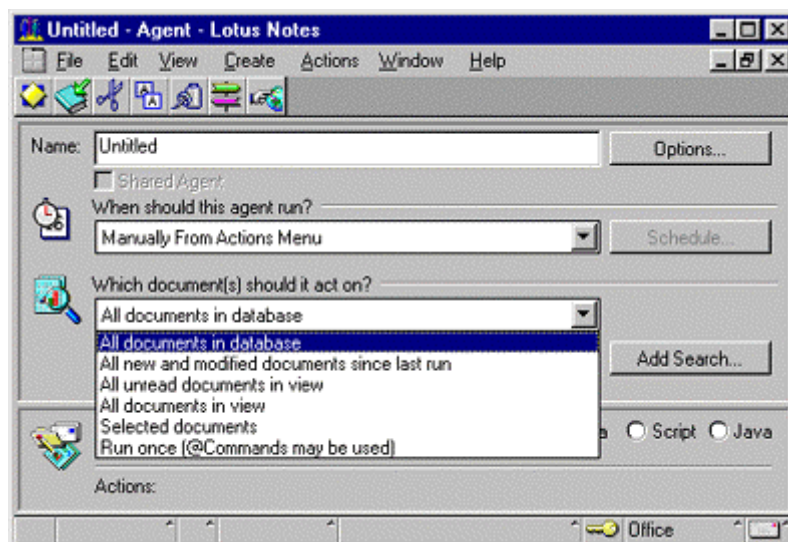 Untitled - Agent - Lotus Notes
File Edit View Create Actions Window Help
Name: Untitled Options...
Shared Agent
When should this agent run?
Manually From Actions Menu Schedule...
Which document(s) should it act on?
All documents in database
All documents in database
All new and modified documents since last run Add Search...
All unread documents in view
All documents in view
Selected documents a Script Java
Run once (@Commands may be used)
Actions:
Office